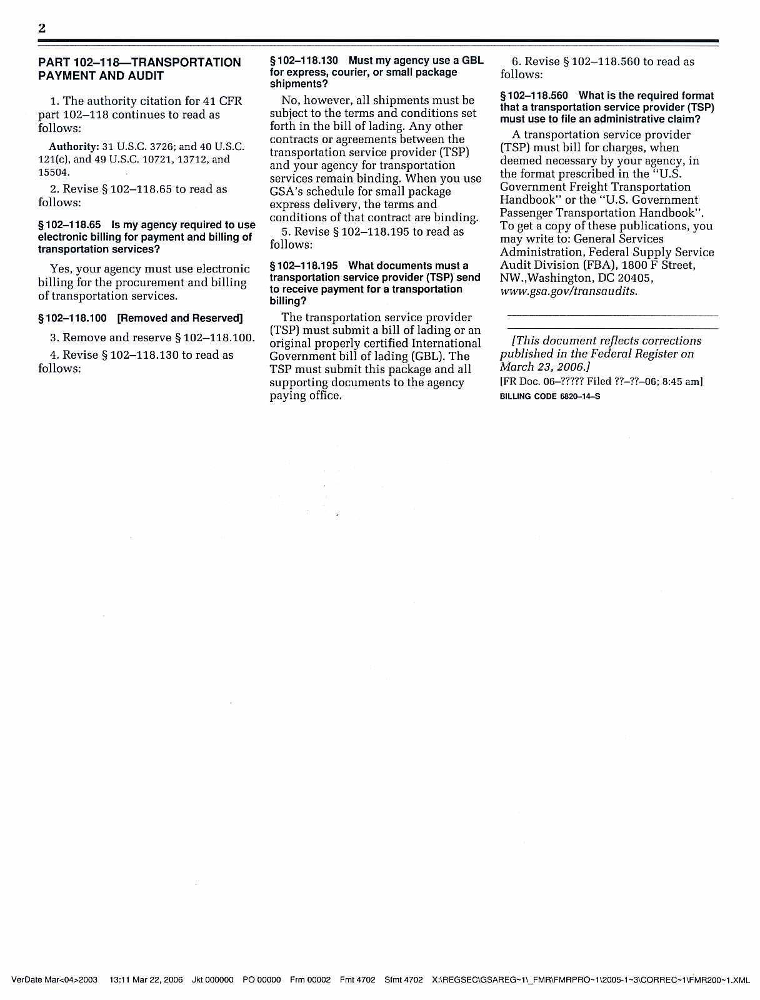 2
PART 102–118—TRANSPORTATION
PAYMENT AND AUDIT
1. The authority citation for 41 CFR
part 102–118 continues to read as
follows:
Authority: 31 U.S.C. 3726; and 40 U.S.C.
121(c), and 49 U.S.C. 10721, 13712, and
15504.
2. Revise § 102–118.65 to read as
follows:
§ 102–118.65 Is my agency required to use
electronic billing for payment and billing of
transportation services?
Yes, your agency must use electronic
billing for the procurement and billing
of transportation services.
§ 102–118.100 [Removed and Reserved]
3. Remove and reserve § 102–118.100.
4. Revise § 102–118.130 to read as
follows:
§ 102–118.130 Must my agency use a GBL
for express, courier, or small package
shipments?
No, however, all shipments must be
subject to the terms and conditions set
forth in the bill of lading. Any other
contracts or agreements between the
transportation service provider (TSP)
and your agency for transportation
services remain binding. When you use
GSA's schedule for small package
express delivery, the terms and
conditions of that contract are binding.
5. Revise § 102–118.195 to read as
follows:
§ 102–118.195 What documents must a
transportation service provider (TSP) send
to receive payment for a transportation
billing?
The transportation service provider
(TSP) must submit a bill of lading or an
original properly certified International
Government bill of lading (GBL). The
TSP must submit this package and all
supporting documents to the agency
paying office.
6. Revise § 102–118.560 to read as
follows:
§ 102–118.560 What is the required format
that a transportation service provider (TSP)
must use to file an administrative claim?
A transportation service provider
(TSP) must bill for charges, when
deemed necessary by your agency, in
the format prescribed in the ''U.S.
Government Freight Transportation
Handbook'' or the ''U.S. Government
Passenger Transportation Handbook''.
To get a copy of these publications, you
may write to: General Services
Administration, Federal Supply Service
Audit Division (FBA), 1800 F Street,
NW.,Washington, DC 20405,
www.gsa.gov/transaudits.
[This document reflects corrections
published in the Federal Register on
March 23, 2006.]
[FR Doc. 06–????? Filed ??–??–06; 8:45 am]
BILLING CODE 6820–14–S
VerDate Mar<04>2003 13:11 Mar 22, 2006 Jkt 000000 PO 00000 Frm 00002 Fmt 4702 Sfmt 4702 X:\REGSEC\GSAREG~1\_FMR\FMRPRO~1\2005-1~3\CORREC~1\FMR200~1.XML